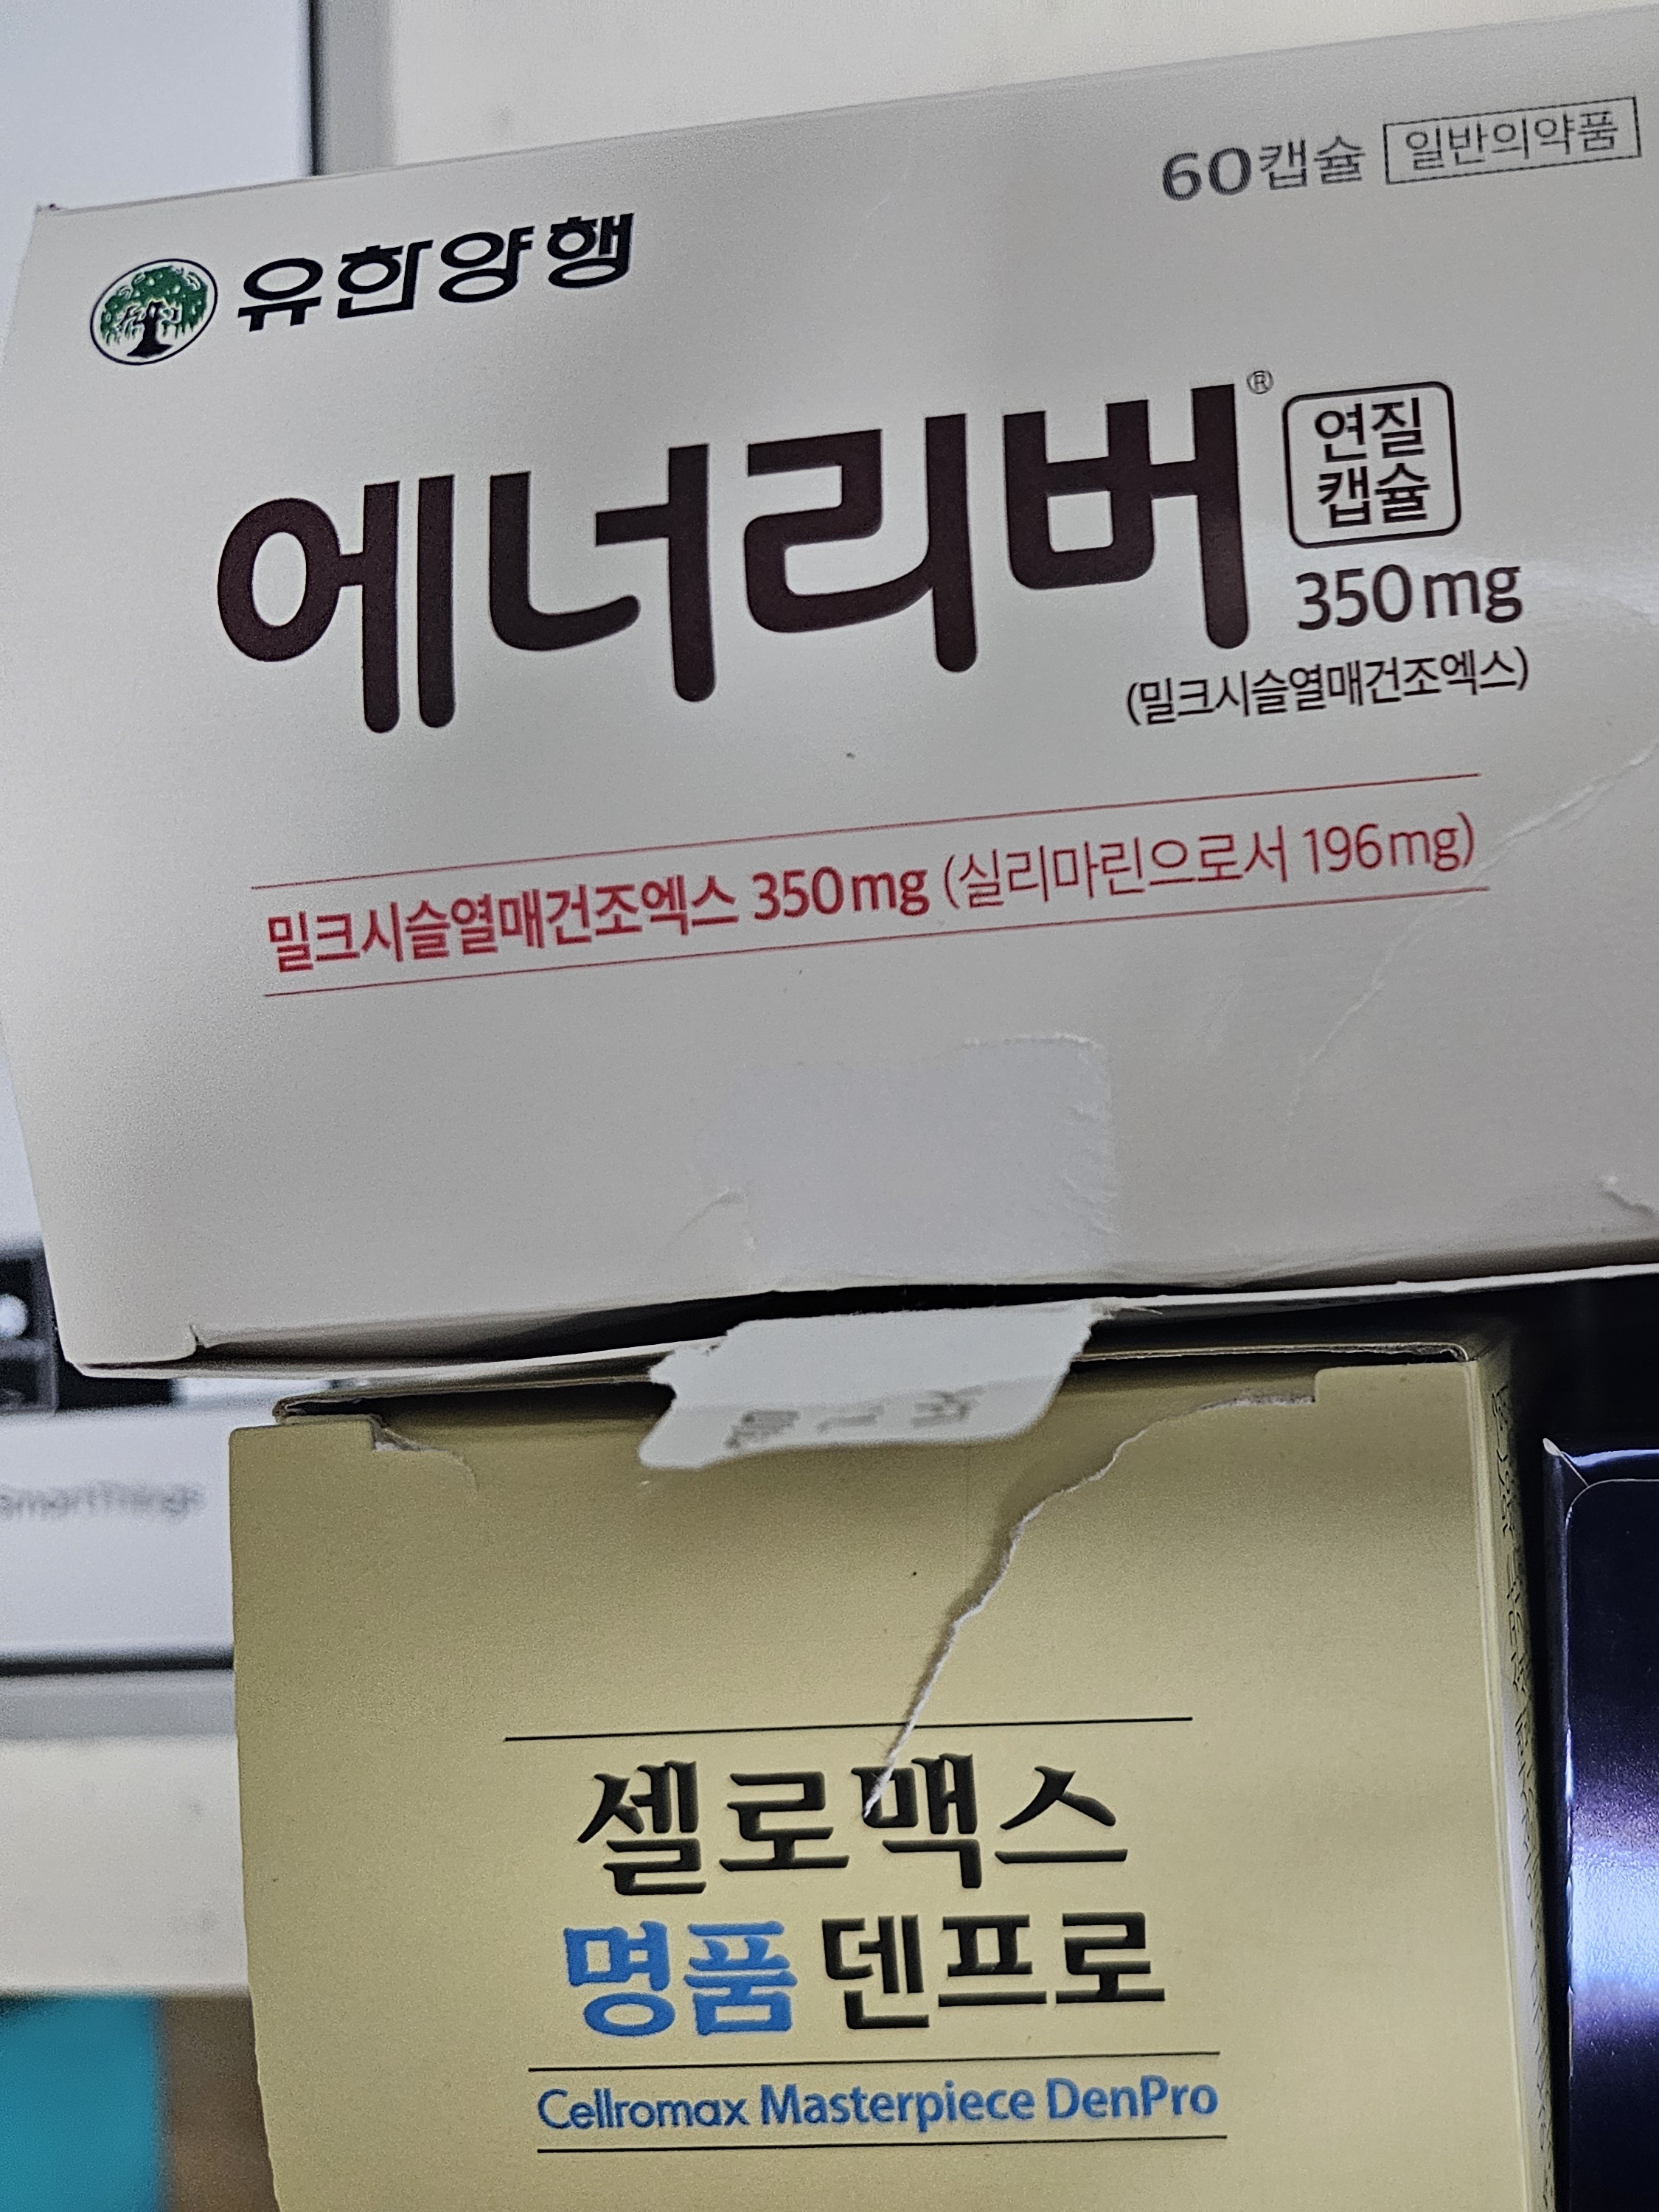 60캡슐 일반의약품
유한양행
에너리버® 연질
캡슐
350mg
(밀크시슬열매건조엑스)
밀크시슬열매건조엑스 350mg (실리마린으로서 196mg)
SmartThings
셀로맥스
명품 덴프로
Cellromax Masterpiece DenPro